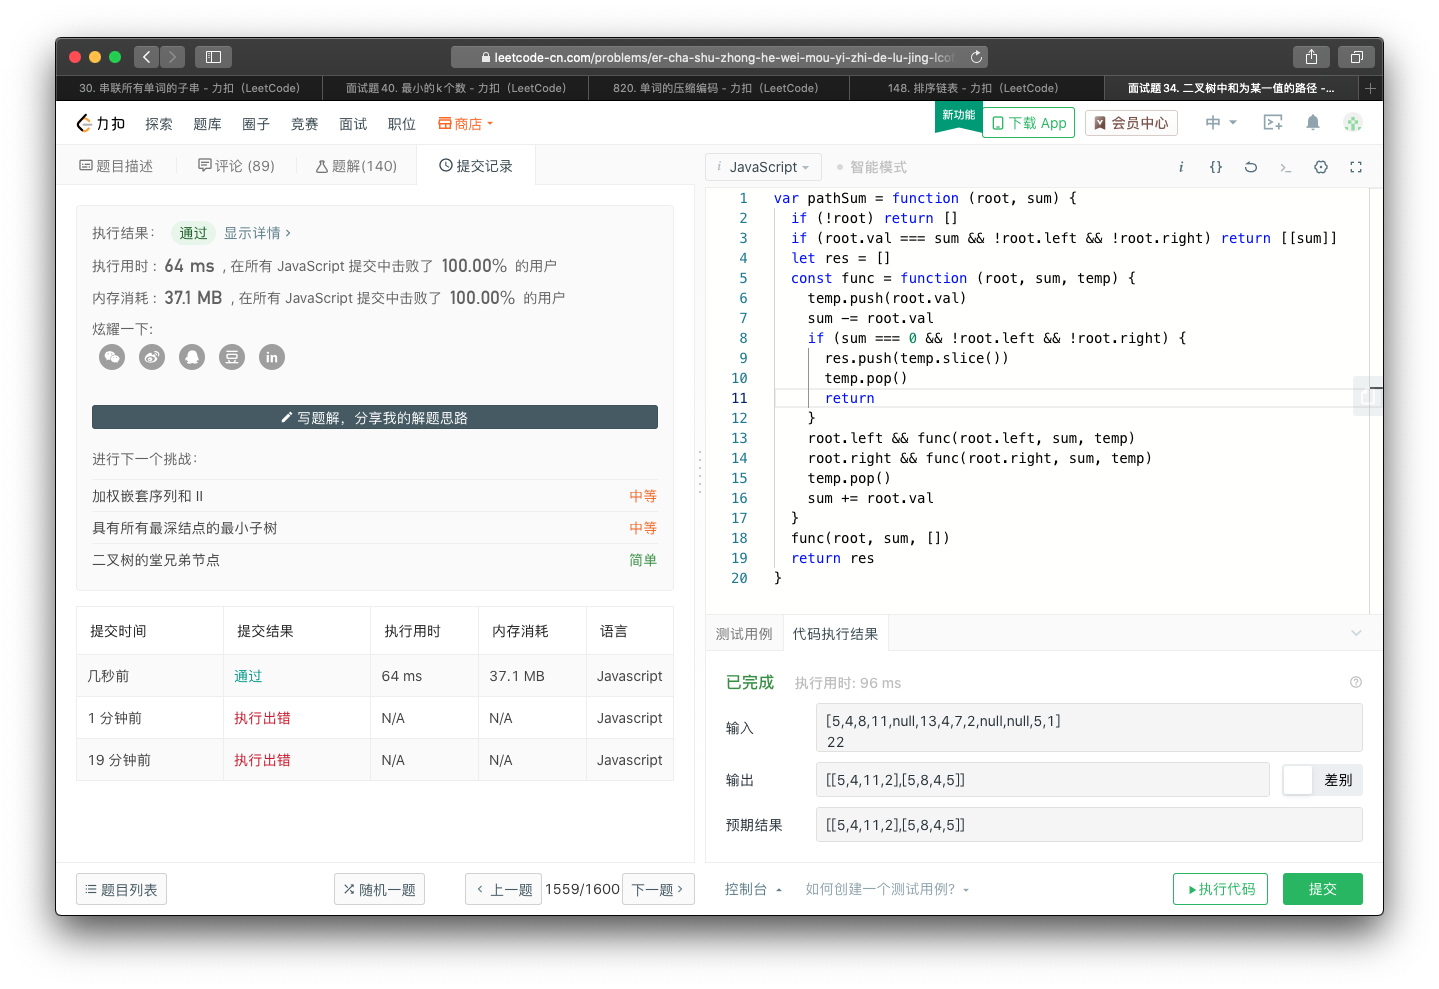 leetcode-cn.com/problems/er-cha-shu-zhong-he-wei-mou-yi-zhi-de-lu-jing-lcof
30. 串联所有单词的子串 - 力扣（LeetCode）
面试题40. 最小的k个数 - 力扣（LeetCode）
820. 单词的压缩编码 - 力扣（LeetCode）
148. 排序链表 - 力扣（LeetCode）
面试题34. 二叉树中和为某一值的路径 -...
力扣 探索 题库 圈子 竞赛 面试 职位 商店 新功能 下载 App 会员中心 中
题目描述 评论 (89) 题解(140) 提交记录
i JavaScript 智能模式
执行结果： 通过 显示详情 >
执行用时 : 64 ms , 在所有 JavaScript 提交中击败了 100.00% 的用户
内存消耗 : 37.1 MB , 在所有 JavaScript 提交中击败了 100.00% 的用户
炫耀一下:
in
写题解，分享我的解题思路
进行下一个挑战：
加权嵌套序列和 II 中等
具有所有最深结点的最小子树 中等
二叉树的堂兄弟节点 简单
提交时间 提交结果 执行用时 内存消耗 语言
几秒前 通过 64 ms 37.1 MB Javascript
1 分钟前 执行出错 N/A N/A Javascript
19 分钟前 执行出错 N/A N/A Javascript
题目列表 随机一题 < 上一题 1559/1600 下一题 >
1 var pathSum = function (root, sum) {
2 if (!root) return []
3 if (root.val === sum && !root.left && !root.right) return [[sum]]
4 let res = []
5 const func = function (root, sum, temp) {
6 temp.push(root.val)
7 sum -= root.val
8 if (sum === 0 && !root.left && !root.right) {
9 res.push(temp.slice())
10 temp.pop()
11 return
12 }
13 root.left && func(root.left, sum, temp)
14 root.right && func(root.right, sum, temp)
15 temp.pop()
16 sum += root.val
17 }
18 func(root, sum, [])
19 return res
20 }
测试用例 代码执行结果
已完成 执行用时: 96 ms
输入 [5,4,8,11,null,13,4,7,2,null,null,5,1]
22
输出 [[5,4,11,2],[5,8,4,5]] 差别
预期结果 [[5,4,11,2],[5,8,4,5]]
控制台 如何创建一个测试用例? 执行代码 提交